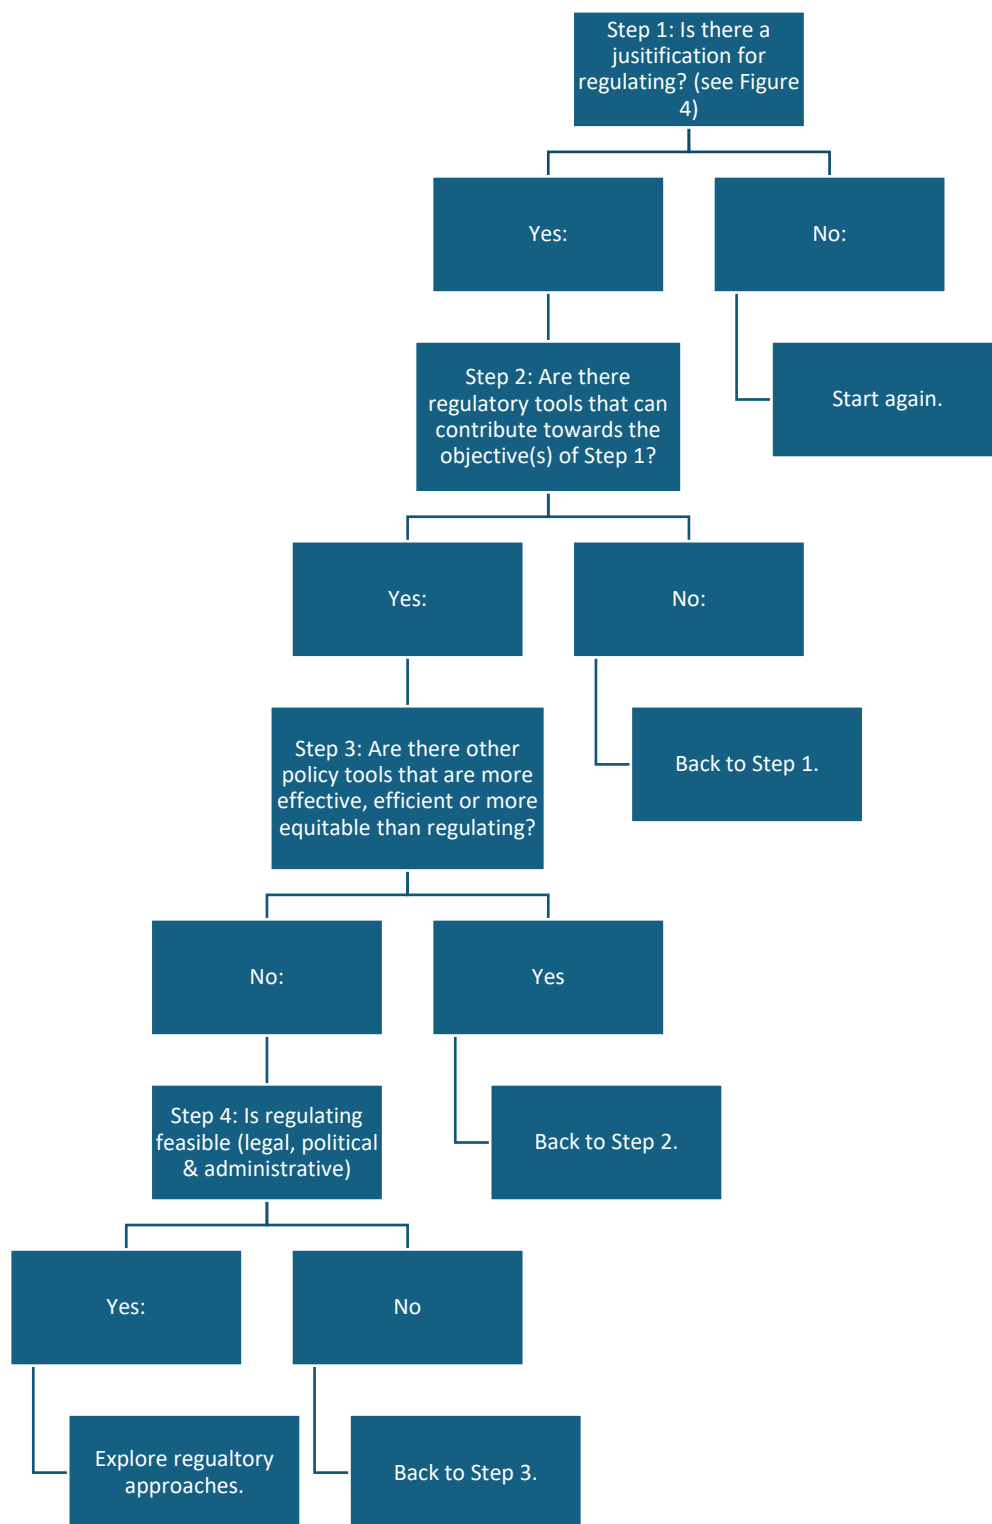 Step 1: Is there a
jusitification for
regulating? (see Figure
4)
Yes:
No:
Step 2: Are there
regulatory tools that can
contribute towards the
objective(s) of Step 1?
Start again.
Yes:
No:
Step 3: Are there other
policy tools that are more
effective, efficient or more
equitable than regulating?
Back to Step 1.
No:
Yes
Step 4: Is regulating
feasible (legal, political
& administrative)
Back to Step 2.
Yes:
No
Explore regualtory
approaches.
Back to Step 3.